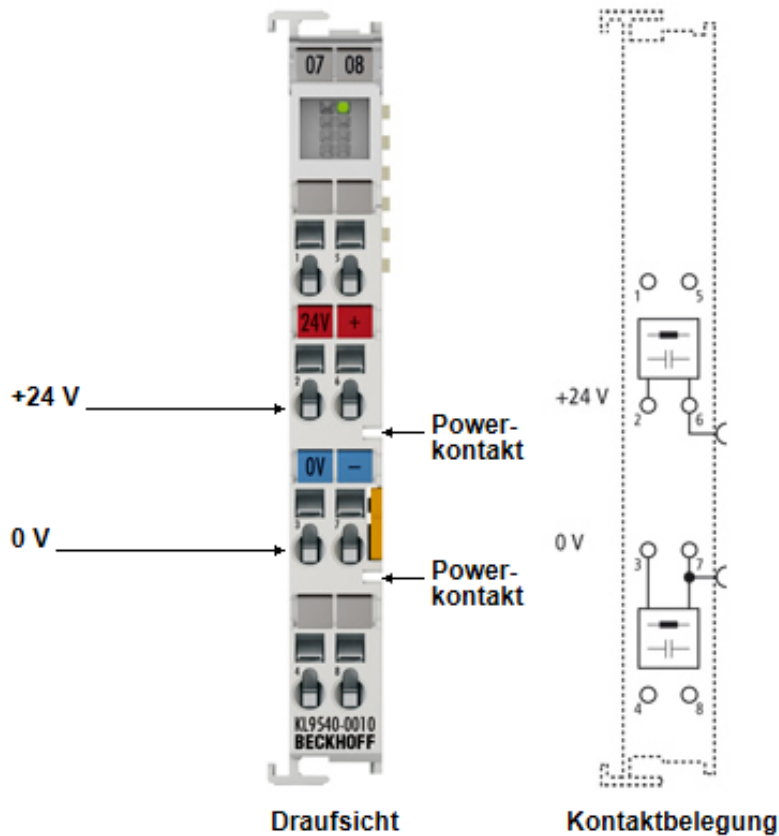 07 08
1 5
24V +
2 6
+24 V
Power-
kontakt
0V −
3 7
0 V
Power-
kontakt
4 8
KL9540-0010
BECKHOFF
Draufsicht
1 5
+24 V
2 6
0 V
3 7
4 8
Kontaktbelegung